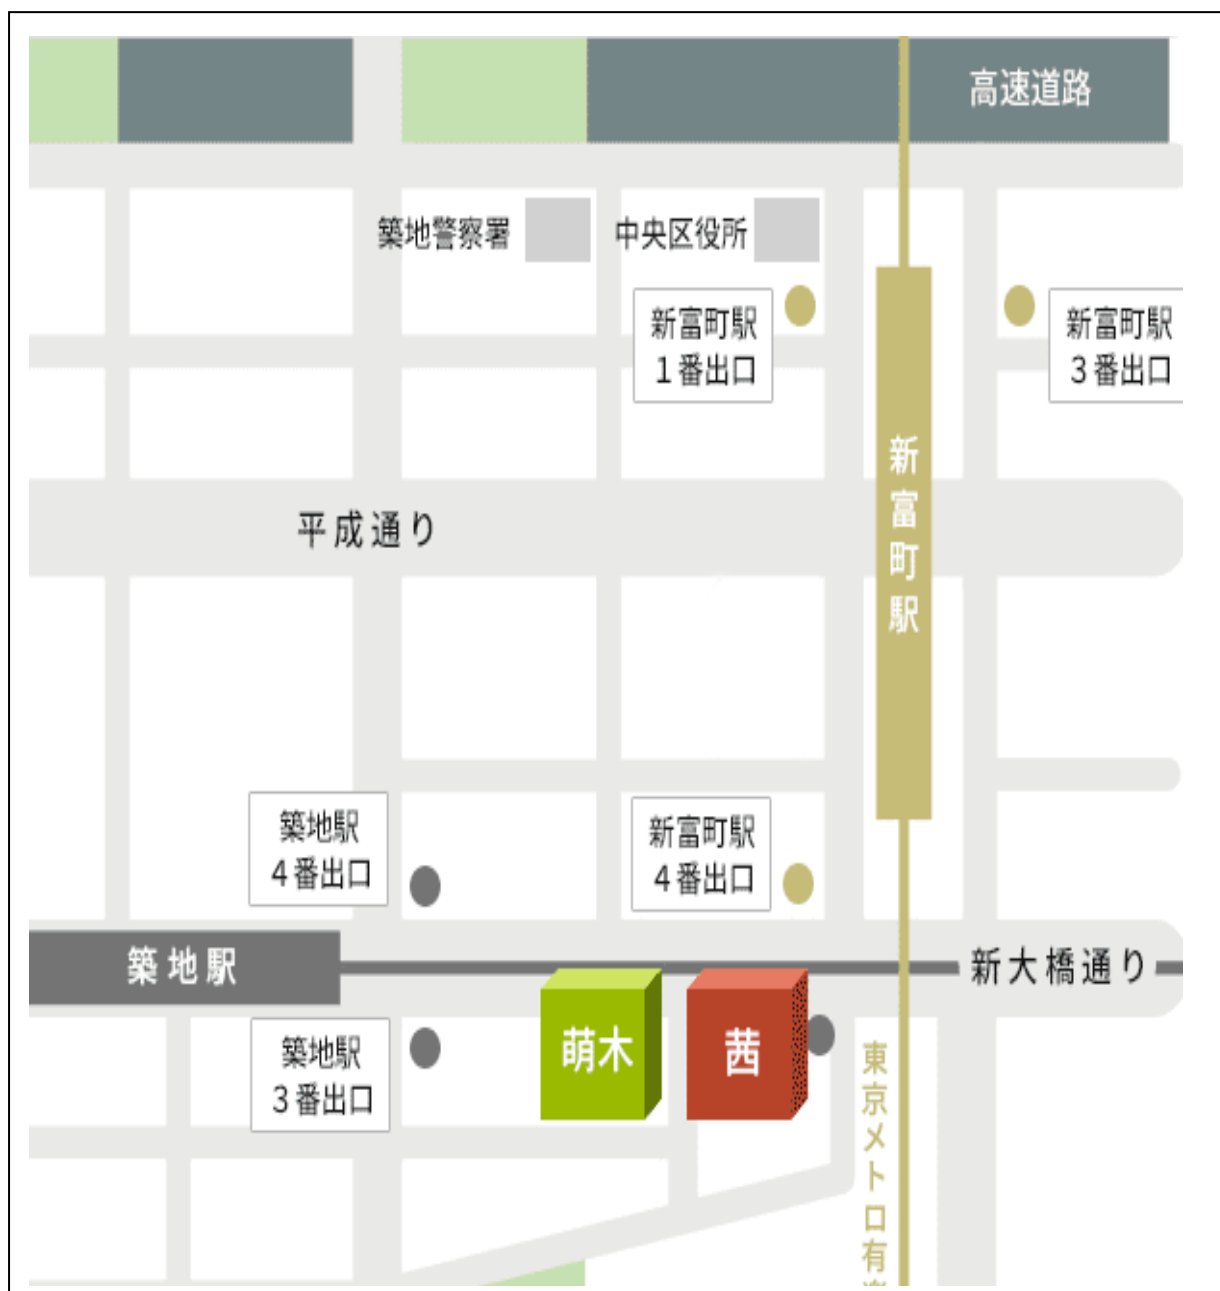 高速道路
築地警察署
中央区役所
新富町駅
１番出口
新富町駅
３番出口
新富町駅
平成通り
築地駅
４番出口
新富町駅
４番出口
築地駅
新大橋通り
萌木
茜
築地駅
３番出口
東京メトロ有